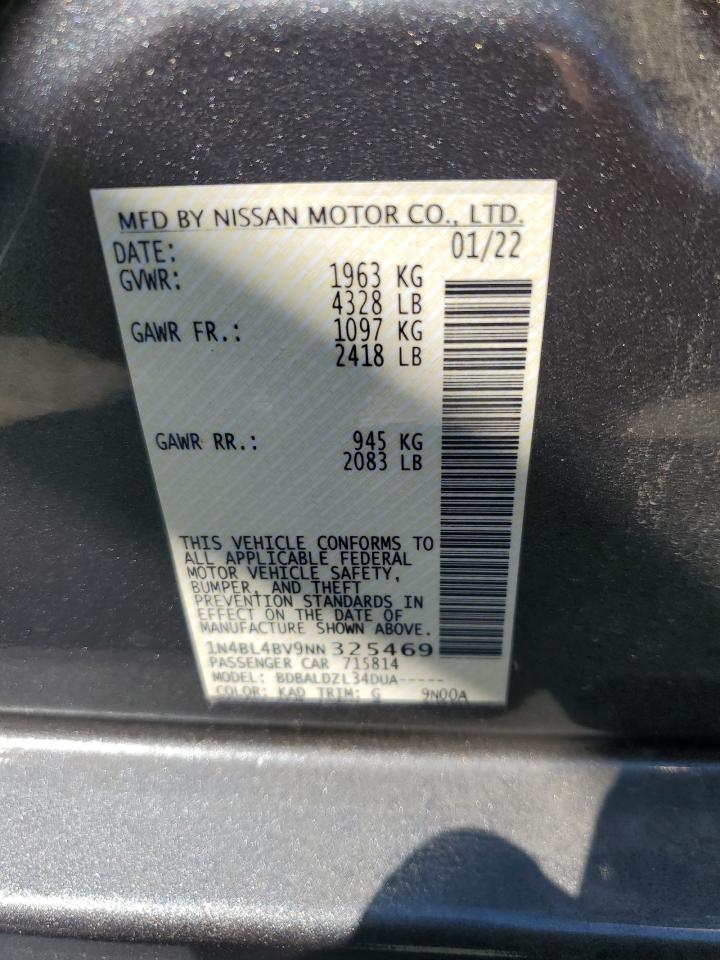 MFD BY NISSAN MOTOR CO., LTD.
DATE: 01/22
GVWR: 1963 KG
4328 LB
GAWR FR.: 1097 KG
2418 LB
GAWR RR.: 945 KG
2083 LB
THIS VEHICLE CONFORMS TO
ALL APPLICABLE FEDERAL
MOTOR VEHICLE SAFETY,
BUMPER, AND THEFT
PREVENTION STANDARDS IN
EFFECT ON THE DATE OF
MANUFACTURE SHOWN ABOVE.
1N4BL4BV9NN325469
PASSENGER CAR 715814
MODEL: BDBALDZL34DUA-----
COLOR: KAD TRIM: G 9N00A